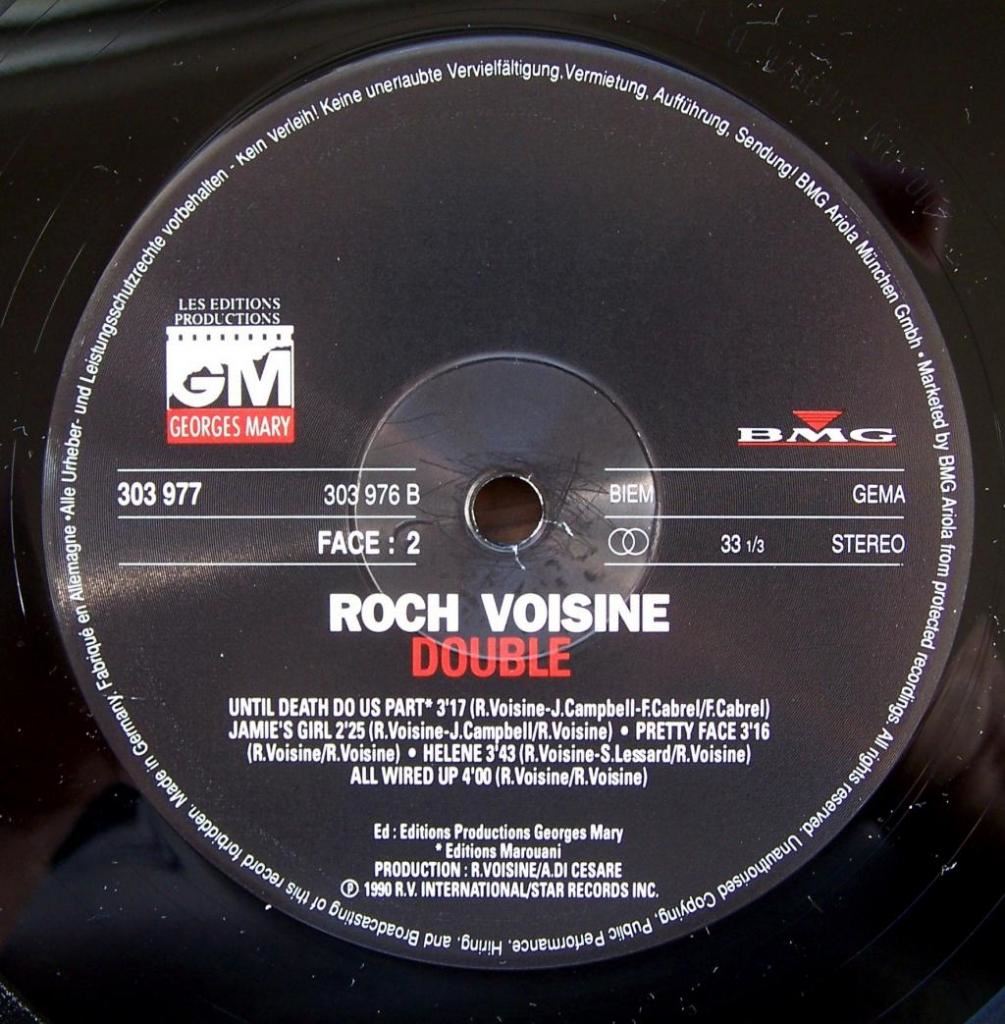 •Alle Urheber- und Leistungsschutzrechte vorbehalten - Kein Verleih! Keine unerlaubte Vervielfältigung, Vermietung, Aufführung, Sendung! BMG Ariola München Gmbh • Marketed by BMG Ariola from protected recordings. All rights reserved. Unauthorised Copying, Public Performance, Hiring, and Broadcasting of this record forbidden. Made in Germany. Fabriqué en Allemagne
LES EDITIONS
PRODUCTIONS
GM
GEORGES MARY
BMG
303 977
303 976 B
BIEM
GEMA
FACE : 2
33 1/3
STEREO
ROCH VOISINE
DOUBLE
UNTIL DEATH DO US PART* 3'17 (R.Voisine-J.Campbell-F.Cabrel/F.Cabrel)
JAMIE'S GIRL 2'25 (R.Voisine-J.Campbell/R.Voisine) • PRETTY FACE 3'16
(R.Voisine/R.Voisine) • HELENE 3'43 (R.Voisine-S.Lessard/R.Voisine)
ALL WIRED UP 4'00 (R.Voisine/R.Voisine)
Ed : Editions Productions Georges Mary
* Editions Marouani
PRODUCTION : R.VOISINE/A.DI CESARE
℗ 1990 R.V. INTERNATIONAL/STAR RECORDS INC.